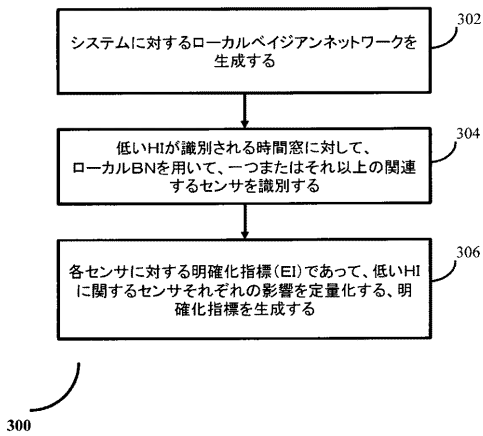 システムに対するローカルベイジアンネットワークを
生成する
302
低いHIが識別される時間窓に対して、
ローカルBNを用いて、一つまたはそれ以上の関連
するセンサを識別する
304
各センサに対する明確化指標(EI)であって、低いHI
に関するセンサそれぞれの影響を定量化する、明
確化指標を生成する
306
300